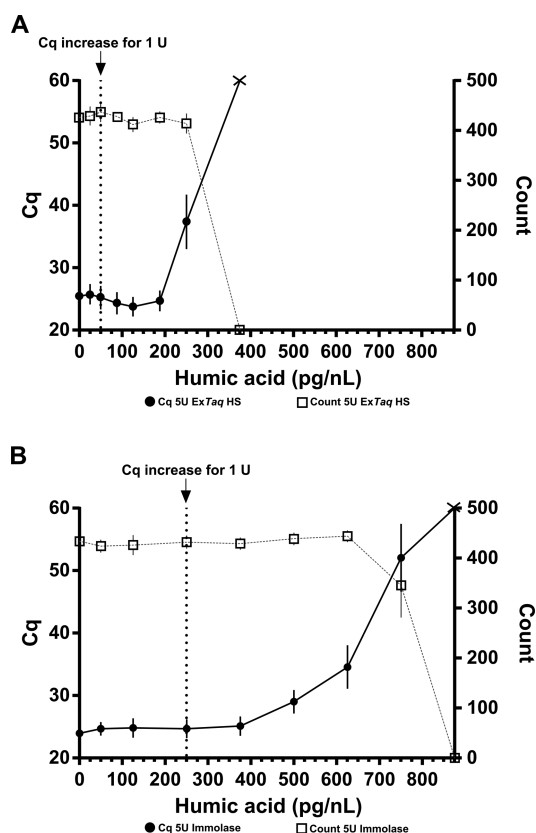 A
Cq increase for 1 U
60
50
40
30
20
Cq
500
400
300
200
100
0
Count
0 100 200 300 400 500 600 700 800
Humic acid (pg/nL)
Cq 5U ExTaq HS Count 5U ExTaq HS
B
Cq increase for 1 U
60
50
40
30
20
Cq
500
400
300
200
100
0
Count
0 100 200 300 400 500 600 700 800
Humic acid (pg/nL)
Cq 5U Immolase Count 5U Immolase